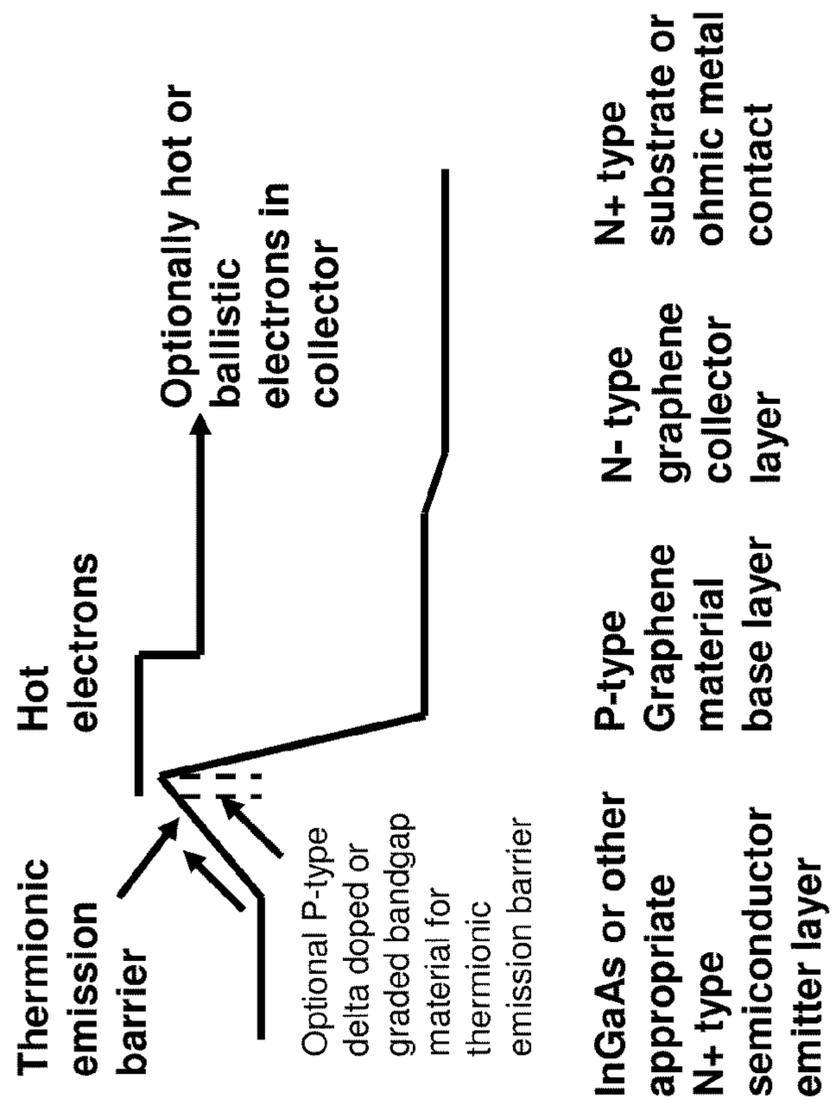 Thermionic
emission
barrier
Hot
electrons
Optionally hot or
ballistic
electrons in
collector
Optional P-type
delta doped or
graded bandgap
material for
thermionic
emission barrier
InGaAs or other
appropriate
N+ type
semiconductor
emitter layer
P-type
Graphene
material
base layer
N- type
graphene
collector
layer
N+ type
substrate or
ohmic metal
contact